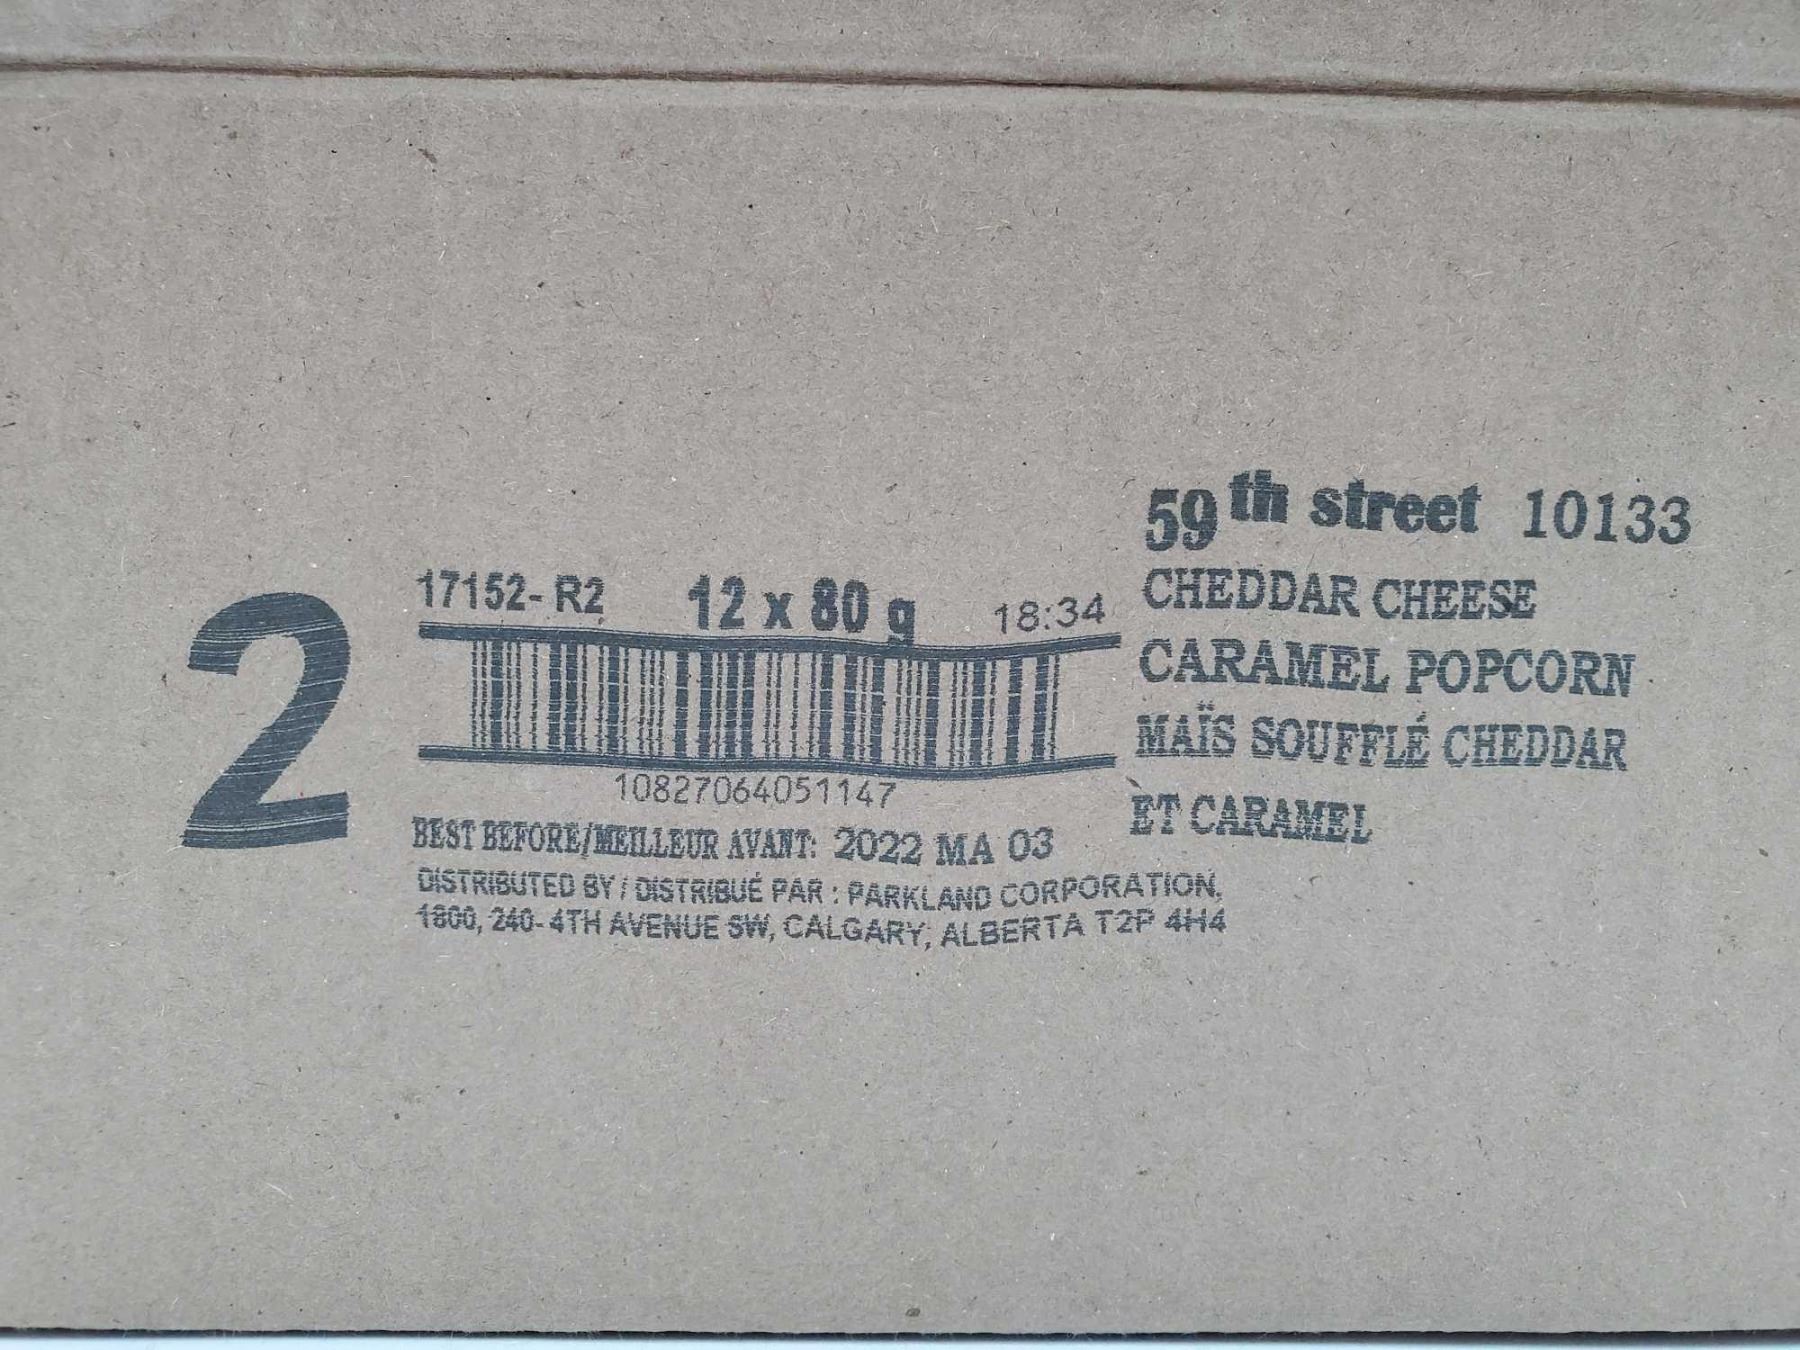 2
17152- R2 12 x 80 g 18:34
10827064051147
BEST BEFORE/MEILLEUR AVANT: 2022 MA 03
DISTRIBUTED BY / DISTRIBUÉ PAR : PARKLAND CORPORATION,
1800, 240- 4TH AVENUE SW, CALGARY, ALBERTA T2P 4H4
59th street 10133
CHEDDAR CHEESE
CARAMEL POPCORN
MAÏS SOUFFLÉ CHEDDAR
ET CARAMEL